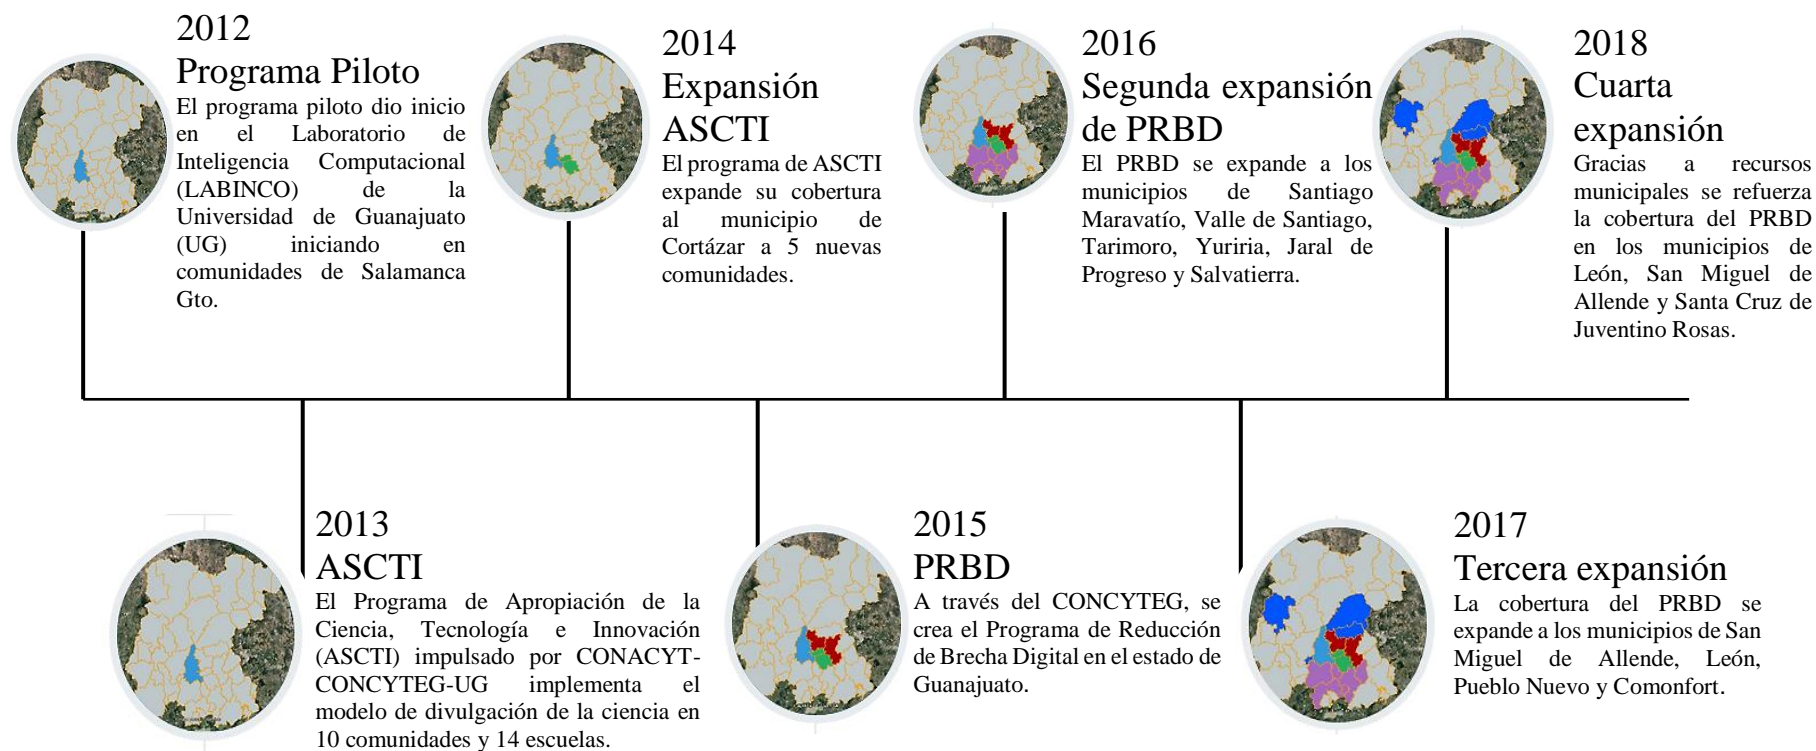 2012
Programa Piloto
El programa piloto dio inicio
en el Laboratorio de
Inteligencia Computacional
(LABINCO) de la
Universidad de Guanajuato
(UG) iniciando en
comunidades de Salamanca
Gto.
2014
Expansión
ASCTI
El programa de ASCTI
expande su cobertura
al municipio de
Cortázar a 5 nuevas
comunidades.
2016
Segunda expansión
de PRBD
El PRBD se expande a los
municipios de Santiago
Maravatío, Valle de Santiago,
Tarimoro, Yuriria, Jaral de
Progreso y Salvatierra.
2018
Cuarta
expansión
Gracias a recursos
municipales se refuerza
la cobertura del PRBD
en los municipios de
León, San Miguel de
Allende y Santa Cruz de
Juventino Rosas.
2013
ASCTI
El Programa de Apropiación de la
Ciencia, Tecnología e Innovación
(ASCTI) impulsado por CONACYT-
CONCYTEG-UG implementa el
modelo de divulgación de la ciencia en
10 comunidades y 14 escuelas.
2015
PRBD
A través del CONCYTEG, se
crea el Programa de Reducción
de Brecha Digital en el estado de
Guanajuato.
2017
Tercera expansión
La cobertura del PRBD se
expande a los municipios de San
Miguel de Allende, León,
Pueblo Nuevo y Comonfort.